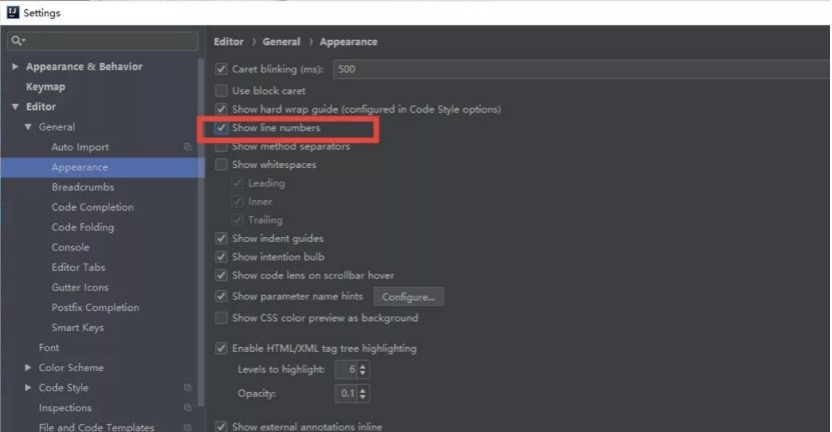 Settings
Editor › General › Appearance
Appearance & Behavior
Keymap
Editor
General
Auto Import
Appearance
Breadcrumbs
Code Completion
Code Folding
Console
Editor Tabs
Gutter Icons
Postfix Completion
Smart Keys
Font
Color Scheme
Code Style
Inspections
File and Code Templates
Caret blinking (ms): 500
Use block caret
Show hard wrap guide (configured in Code Style options)
Show line numbers
Show method separators
Show whitespaces
Leading
Inner
Trailing
Show indent guides
Show intention bulb
Show code lens on scrollbar hover
Show parameter name hints Configure...
Show CSS color preview as background
Enable HTML/XML tag tree highlighting
Levels to highlight: 6
Opacity: 0.1
Show external annotations inline